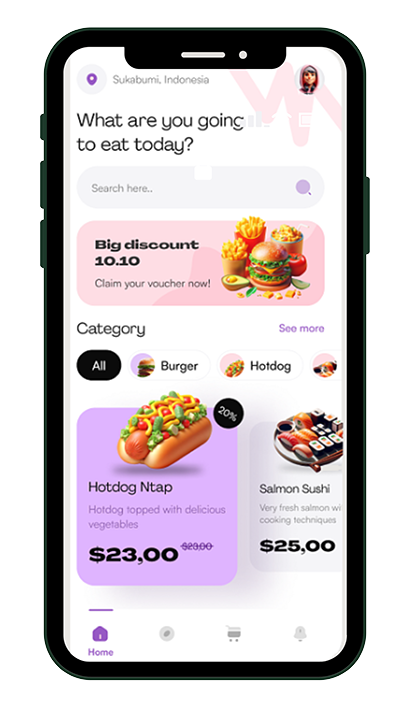 Sukabumi, Indonesia
What are you going
to eat today?
Search here..
Big discount
10.10
Claim your voucher now!
Category
See more
All
Burger
Hotdog
20%
Hotdog Ntap
Hotdog topped with delicious
vegetables
$23,00
$23,00
Salmon Sushi
Very fresh salmon wi
cooking techniques
$25,00
Home